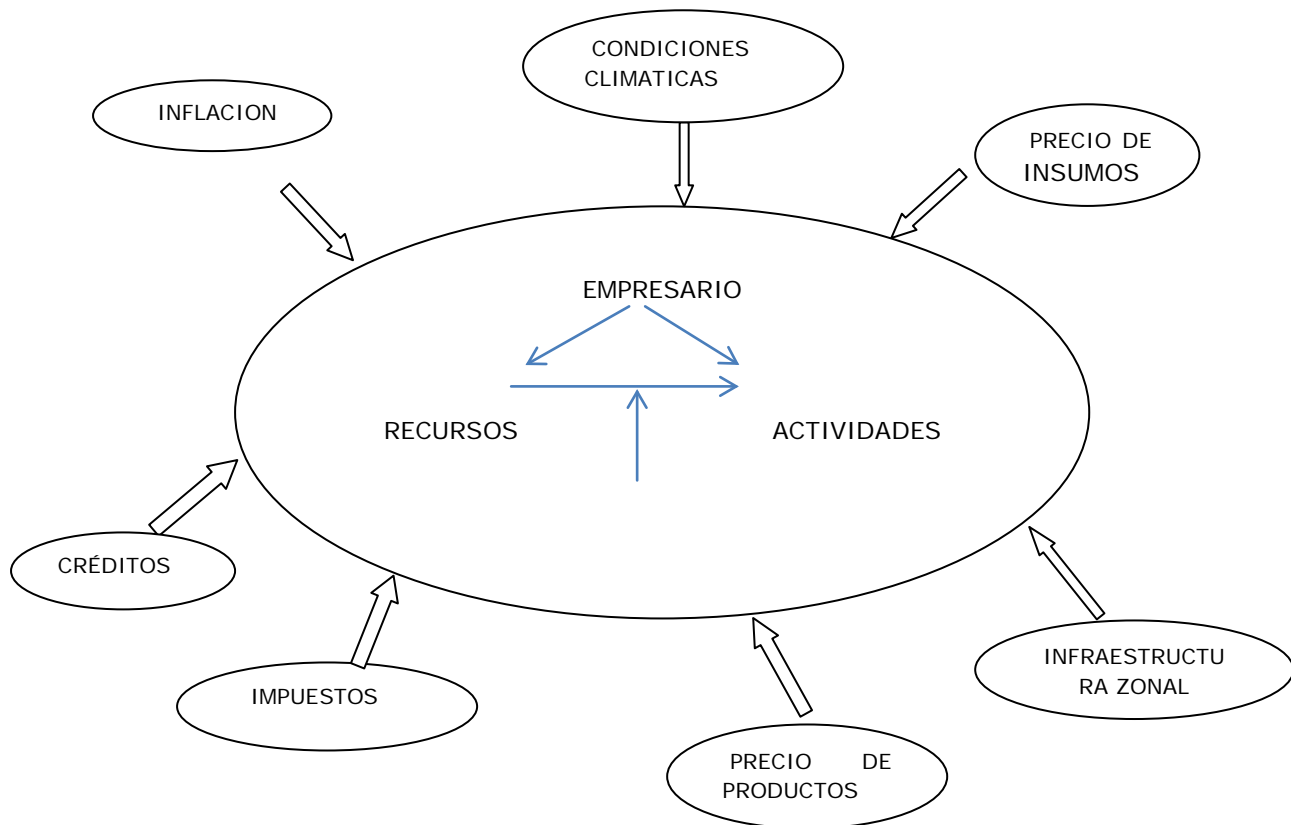 CONDICIONES
CLIMATICAS
INFLACION
PRECIO DE
INSUMOS
EMPRESARIO
RECURSOS
ACTIVIDADES
CRÉDITOS
IMPUESTOS
INFRAESTRUCTU
RA ZONAL
PRECIO DE
PRODUCTOS